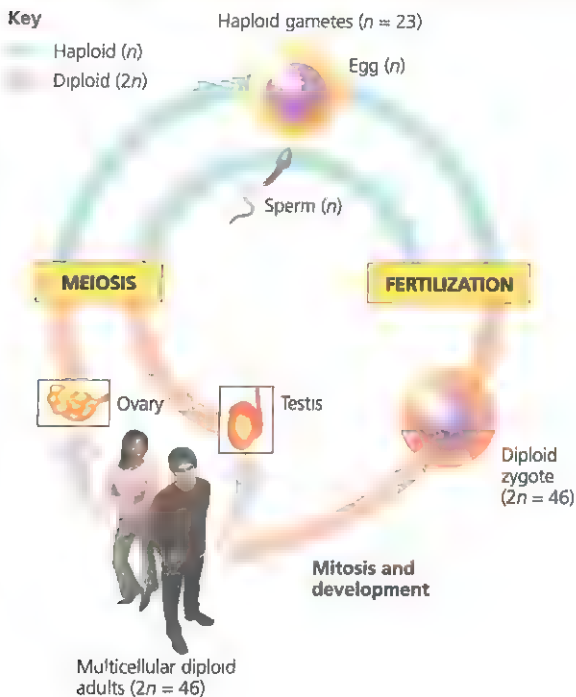 Key
Haploid (n)
Diploid (2n)
Haploid gametes (n = 23)
Egg (n)
Sperm (n)
MEIOSIS
FERTILIZATION
Ovary
Testis
Diploid
zygote
(2n = 46)
Mitosis and
development
Multicellular diploid
adults (2n = 46)